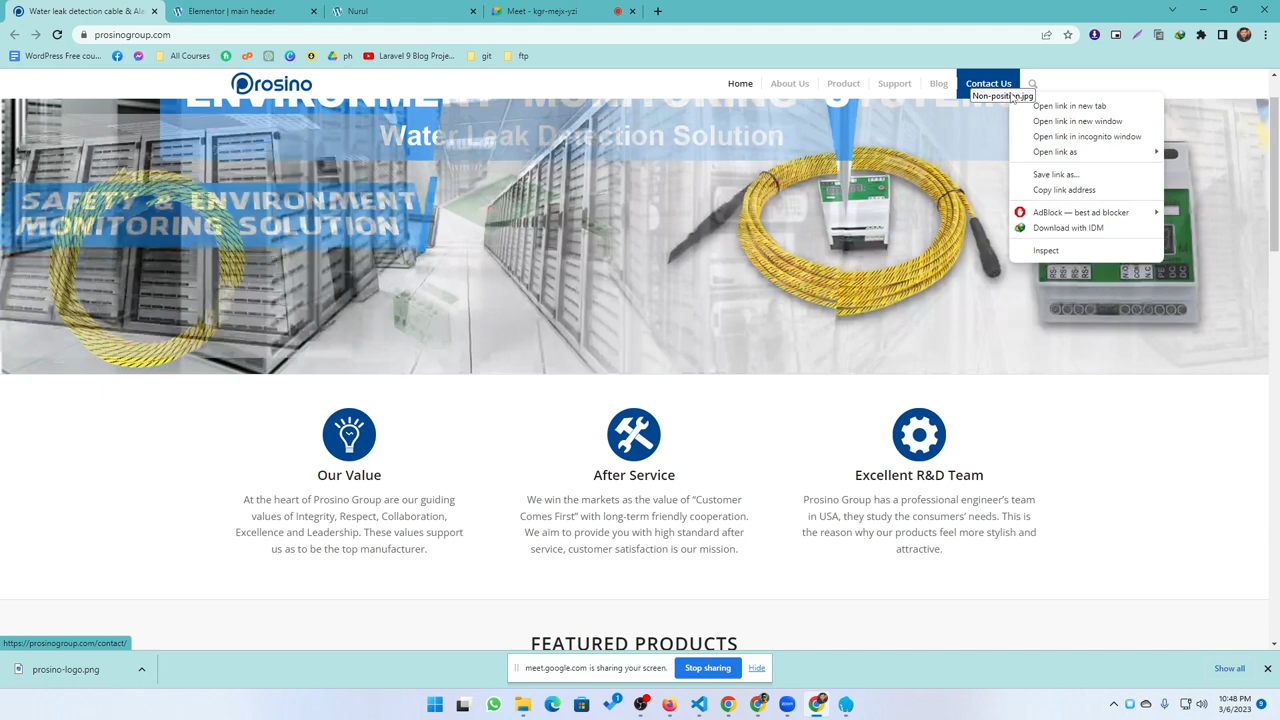 Water leak detection cable & Ala
Elementor | main header
Nurul
Meet - kgr-mejx-yzi
prosinogroup.com
WordPress Free cou...
All Courses
ph
Laravel 9 Blog Proje...
git
ftp
Prosino
Home
About Us
Product
Support
Blog
Contact Us
Open link in new tab
Open link in new window
Open link in incognito window
Open link as
Save link as...
Copy link address
AdBlock — best ad blocker
Download with IDM
Inspect
Water Leak Detection Solution
SAFETY & ENVIRONMENT
MONITORING SOLUTION
Our Value
At the heart of Prosino Group are our guiding
values of Integrity, Respect, Collaboration,
Excellence and Leadership. These values support
us as to be the top manufacturer.
After Service
We win the markets as the value of “Customer
Comes First” with long-term friendly cooperation.
We aim to provide you with high standard after
service, customer satisfaction is our mission.
Excellent R&D Team
Prosino Group has a professional engineer’s team
in USA, they study the consumers’ needs. This is
the reason why our products feel more stylish and
attractive.
FEATURED PRODUCTS
https://prosinogroup.com/contact/
prosino-logo.png
meet.google.com is sharing your screen.
Stop sharing
Hide
Show all
10:48 PM
3/6/2023